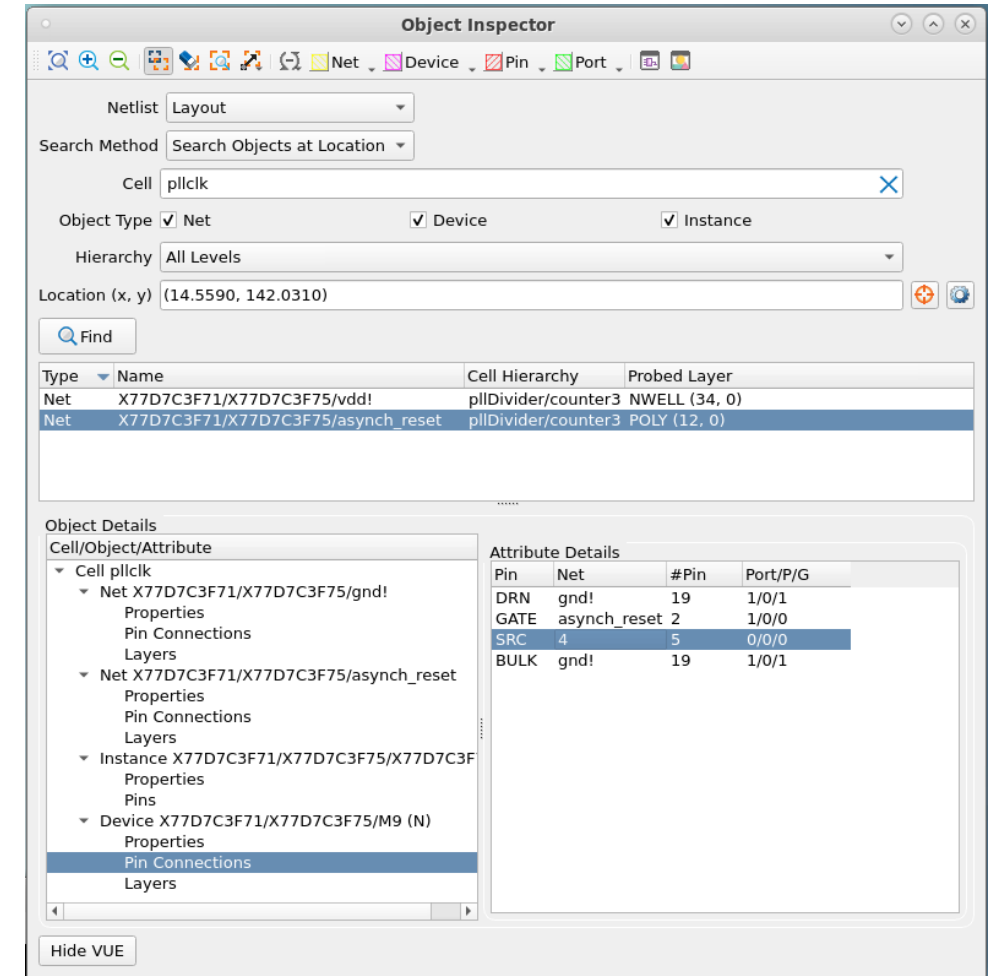 Object Inspector
Net Device Pin Port
Netlist Layout
Search Method Search Objects at Location
Cell pllclk
Object Type Net Device Instance
Hierarchy All Levels
Location (x, y) (14.5590, 142.0310)
Find
Type Name Cell Hierarchy Probed Layer
Net X77D7C3F71/X77D7C3F75/vdd! pllDivider/counter3 NWELL (34, 0)
Net X77D7C3F71/X77D7C3F75/asynch_reset pllDivider/counter3 POLY (12, 0)
Object Details
Cell/Object/Attribute
Cell pllclk
Net X77D7C3F71/X77D7C3F75/gnd!
Properties
Pin Connections
Layers
Net X77D7C3F71/X77D7C3F75/asynch_reset
Properties
Pin Connections
Layers
Instance X77D7C3F71/X77D7C3F75/X77D7C3F
Properties
Pins
Device X77D7C3F71/X77D7C3F75/M9 (N)
Properties
Pin Connections
Layers
Attribute Details
Pin Net #Pin Port/P/G
DRN gnd! 19 1/0/1
GATE asynch_reset 2 1/0/0
SRC 4 5 0/0/0
BULK gnd! 19 1/0/1
Hide VUE